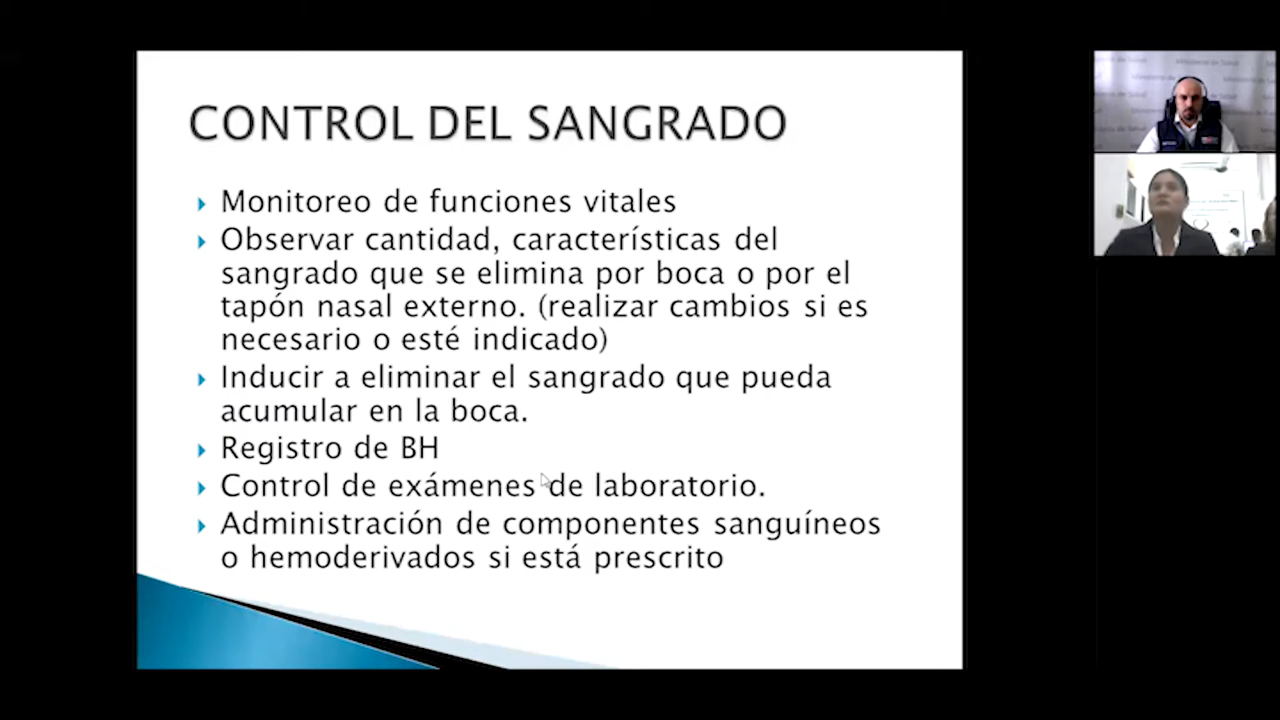 CONTROL DEL SANGRADO
Monitoreo de funciones vitales
Observar cantidad, características del
sangrado que se elimina por boca o por el
tapón nasal externo. (realizar cambios si es
necesario o esté indicado)
Inducir a eliminar el sangrado que pueda
acumular en la boca.
Registro de BH
Control de exámenes de laboratorio.
Administración de componentes sanguíneos
o hemoderivados si está prescrito